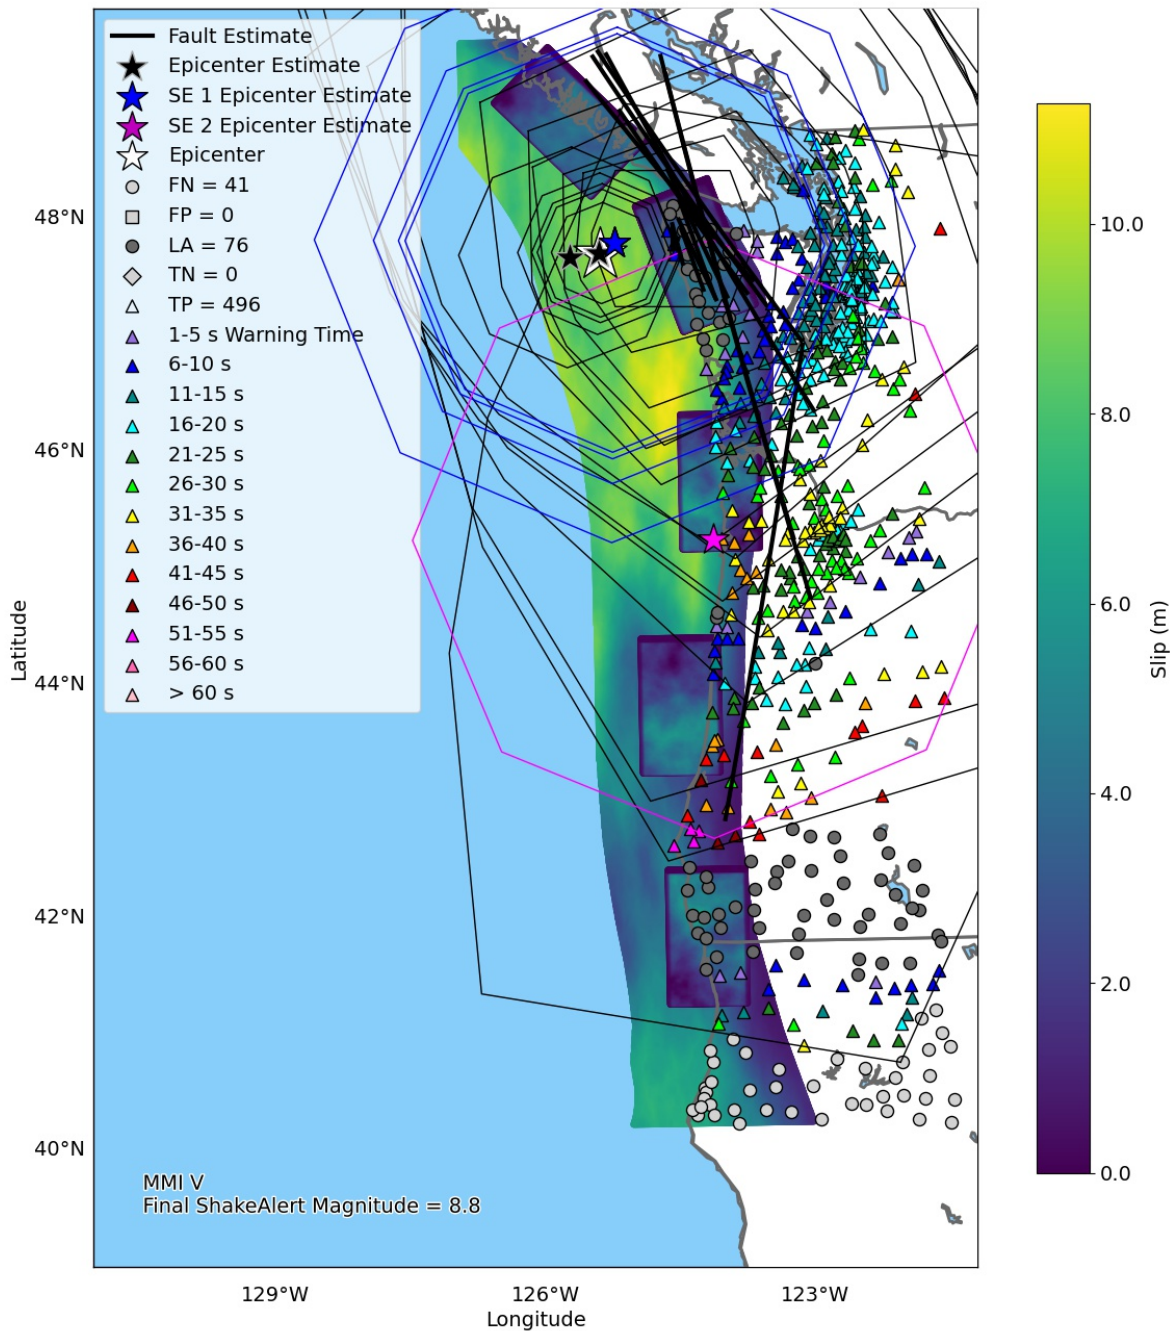 Fault Estimate
Epicenter Estimate
SE 1 Epicenter Estimate
SE 2 Epicenter Estimate
Epicenter
FN = 41
FP = 0
LA = 76
TN = 0
TP = 496
1-5 s Warning Time
6-10 s
11-15 s
16-20 s
21-25 s
26-30 s
31-35 s
36-40 s
41-45 s
46-50 s
51-55 s
56-60 s
> 60 s
48°N
46°N
44°N
42°N
40°N
Latitude
MMI V
Final ShakeAlert Magnitude = 8.8
129°W
126°W
123°W
Longitude
10.0
8.0
6.0
4.0
2.0
0.0
Slip (m)